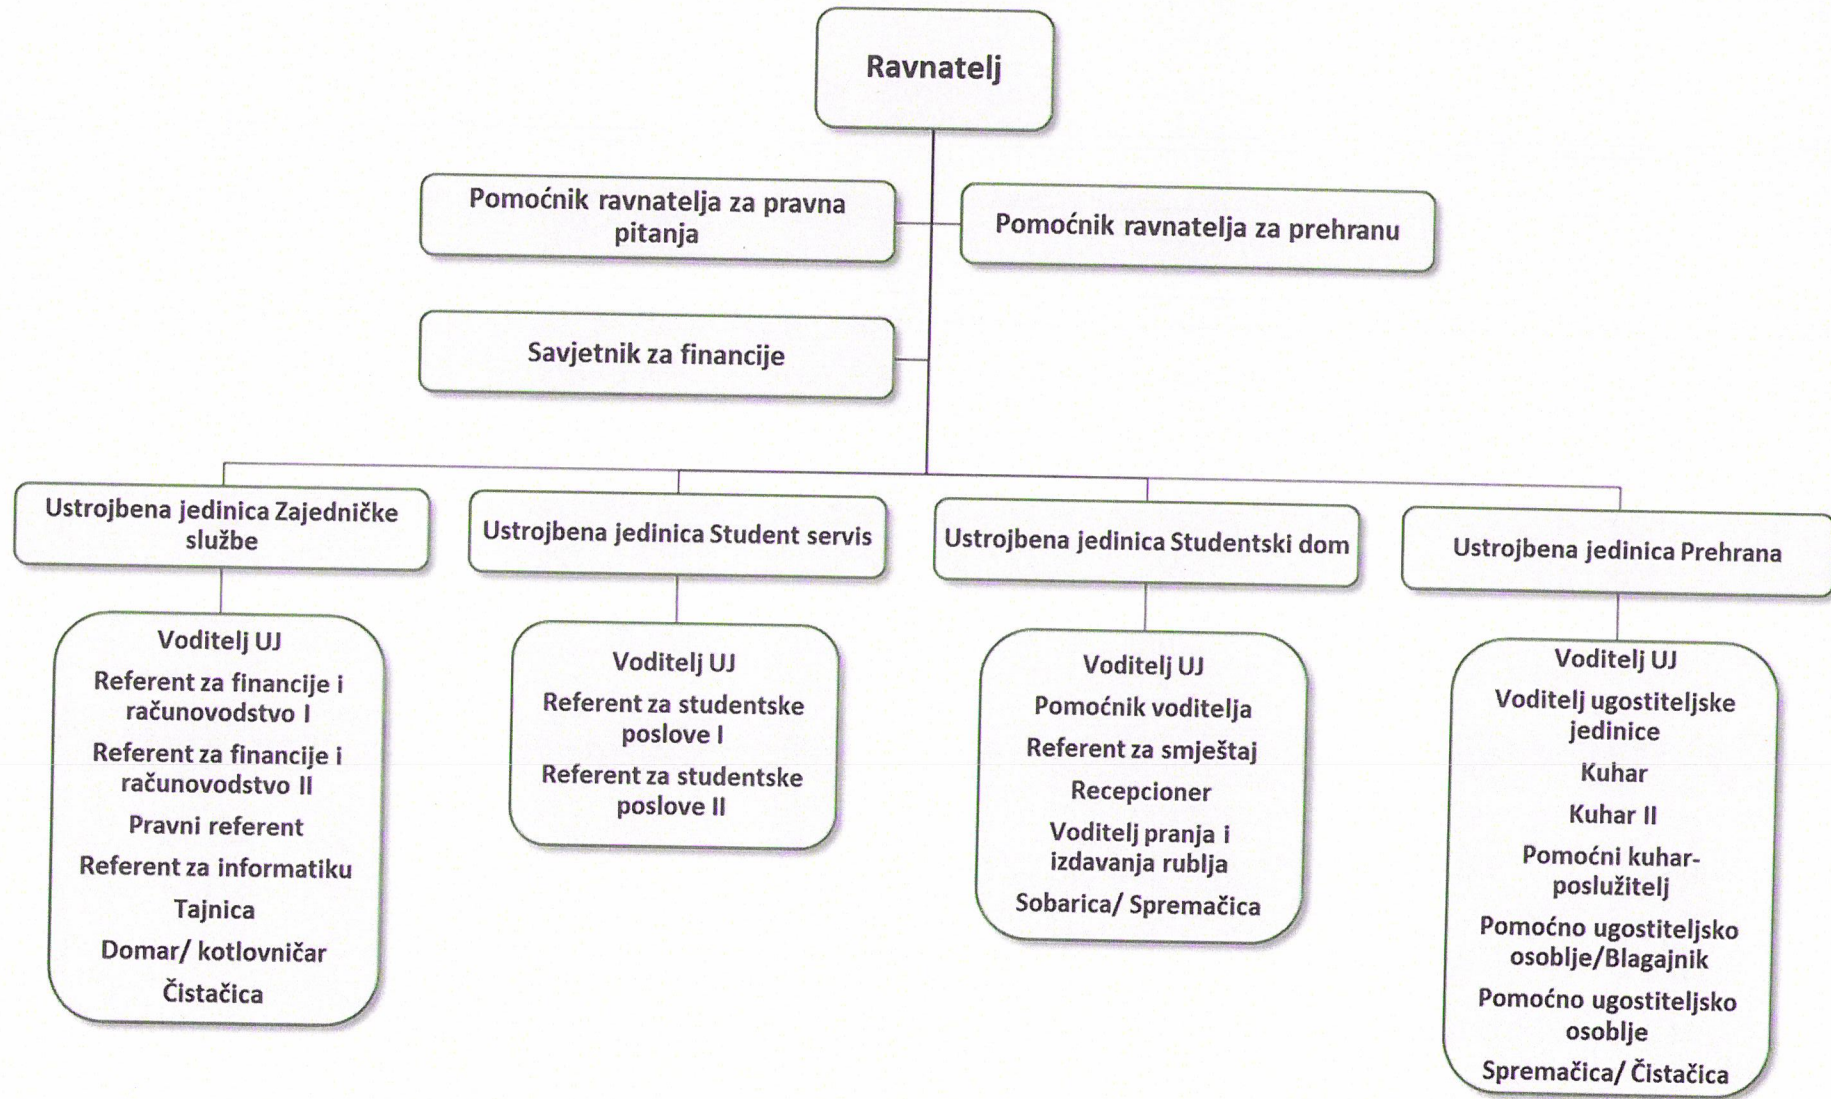 Ravnatelj
Pomoćnik ravnatelja za pravna
pitanja
Pomoćnik ravnatelja za prehranu
Savjetnik za financije
Ustrojbena jedinica Zajedničke
službe
Ustrojbena jedinica Student servis
Ustrojbena jedinica Studentski dom
Ustrojbena jedinica Prehrana
Voditelj UJ
Referent za financije i
računovodstvo I
Referent za financije i
računovodstvo II
Pravni referent
Referent za informatiku
Tajnica
Domar/ kotlovničar
Čistačica
Voditelj UJ
Referent za studentske
poslove I
Referent za studentske
poslove II
Voditelj UJ
Pomoćnik voditelja
Referent za smještaj
Recepcioner
Voditelj pranja i
izdavanja rublja
Sobarica/ Spremačica
Voditelj UJ
Voditelj ugostiteljske
jedinice
Kuhar
Kuhar II
Pomoćni kuhar-
poslužitelj
Pomoćno ugostiteljsko
osoblje/Blagajnik
Pomoćno ugostiteljsko
osoblje
Spremačica/ Čistačica